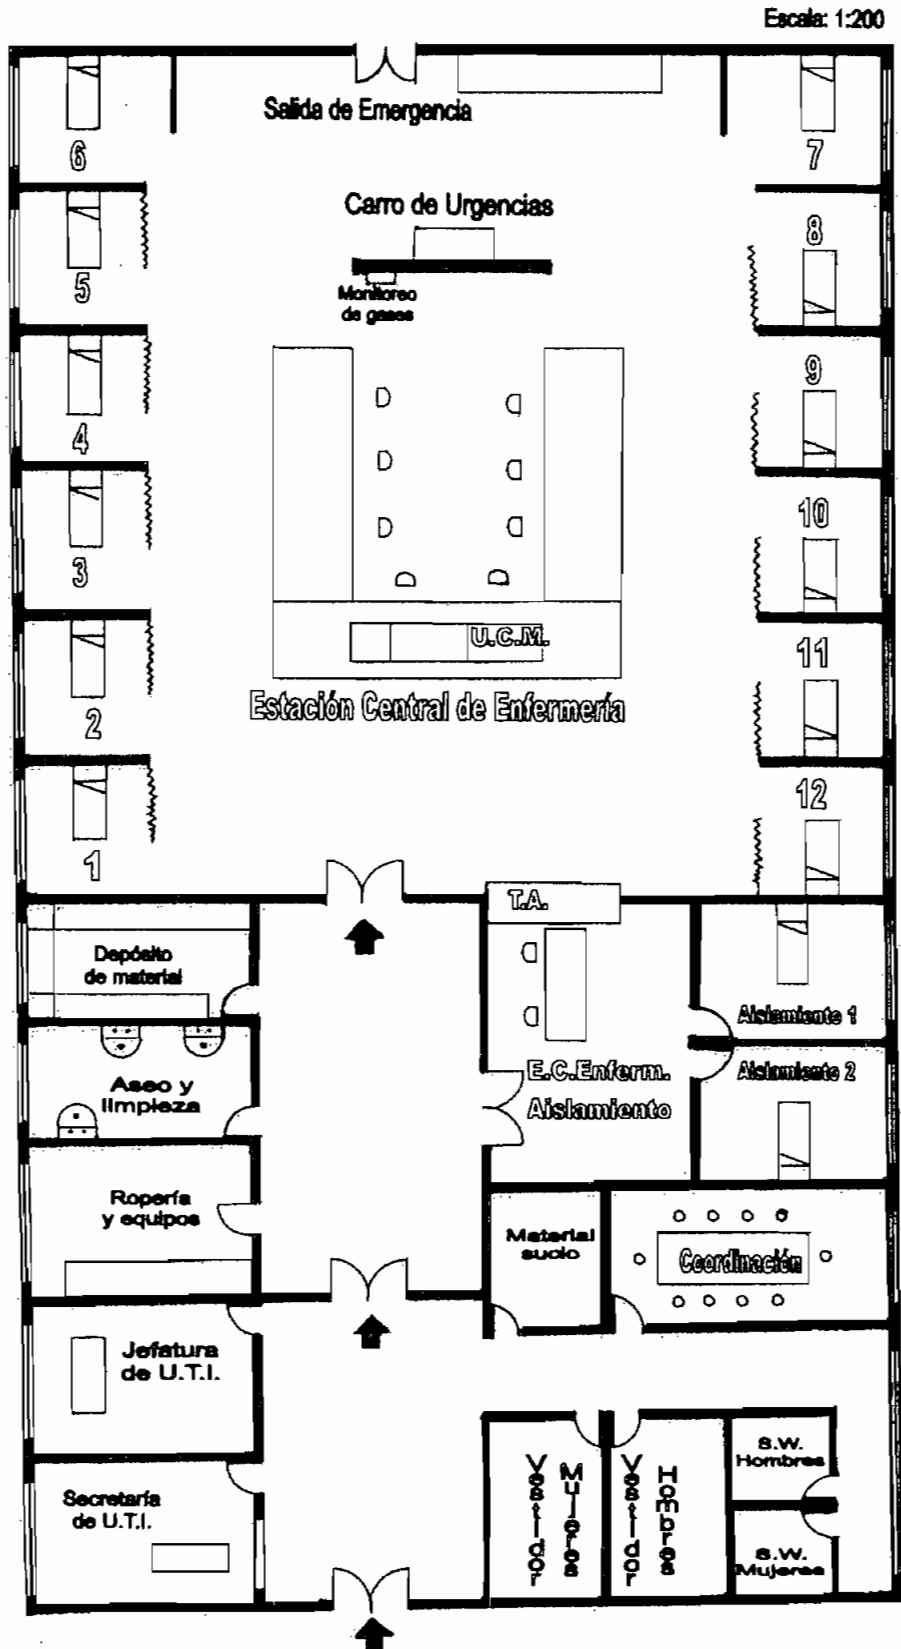 Escala: 1:200
Salida de Emergencia
6
7
Carro de Urgencias
5
8
Monitoreo
de gases
4
9
3
10
U.C.M.
2
11
Estación Central de Enfermería
1
12
T.A.
Depósito
de material
Aislamiento 1
Aseo y
limpieza
E.C.Enferm.
Aislamiento
Aislamiento 2
Ropería
y equipos
Material
sucio
Coordinación
Jefatura
de U.T.I.
Secretaría
de U.T.I.
Vestidor
Mujeres
Vestidor
Hombres
S.W.
Hombres
S.W.
Mujeres